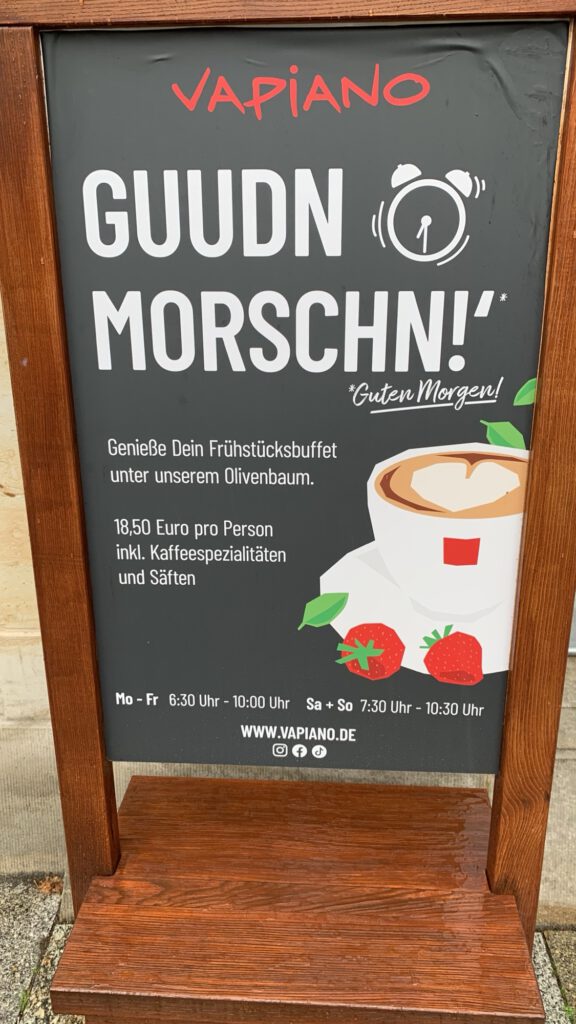 VAPIANO
GUUDN
MORSCHN!’*
*Guten Morgen!
Genieße Dein Frühstücksbuffet
unter unserem Olivenbaum.
18,50 Euro pro Person
inkl. Kaffeespezialitäten
und Säften
Mo - Fr 6:30 Uhr - 10:00 Uhr Sa + So 7:30 Uhr - 10:30 Uhr
WWW.VAPIANO.DE